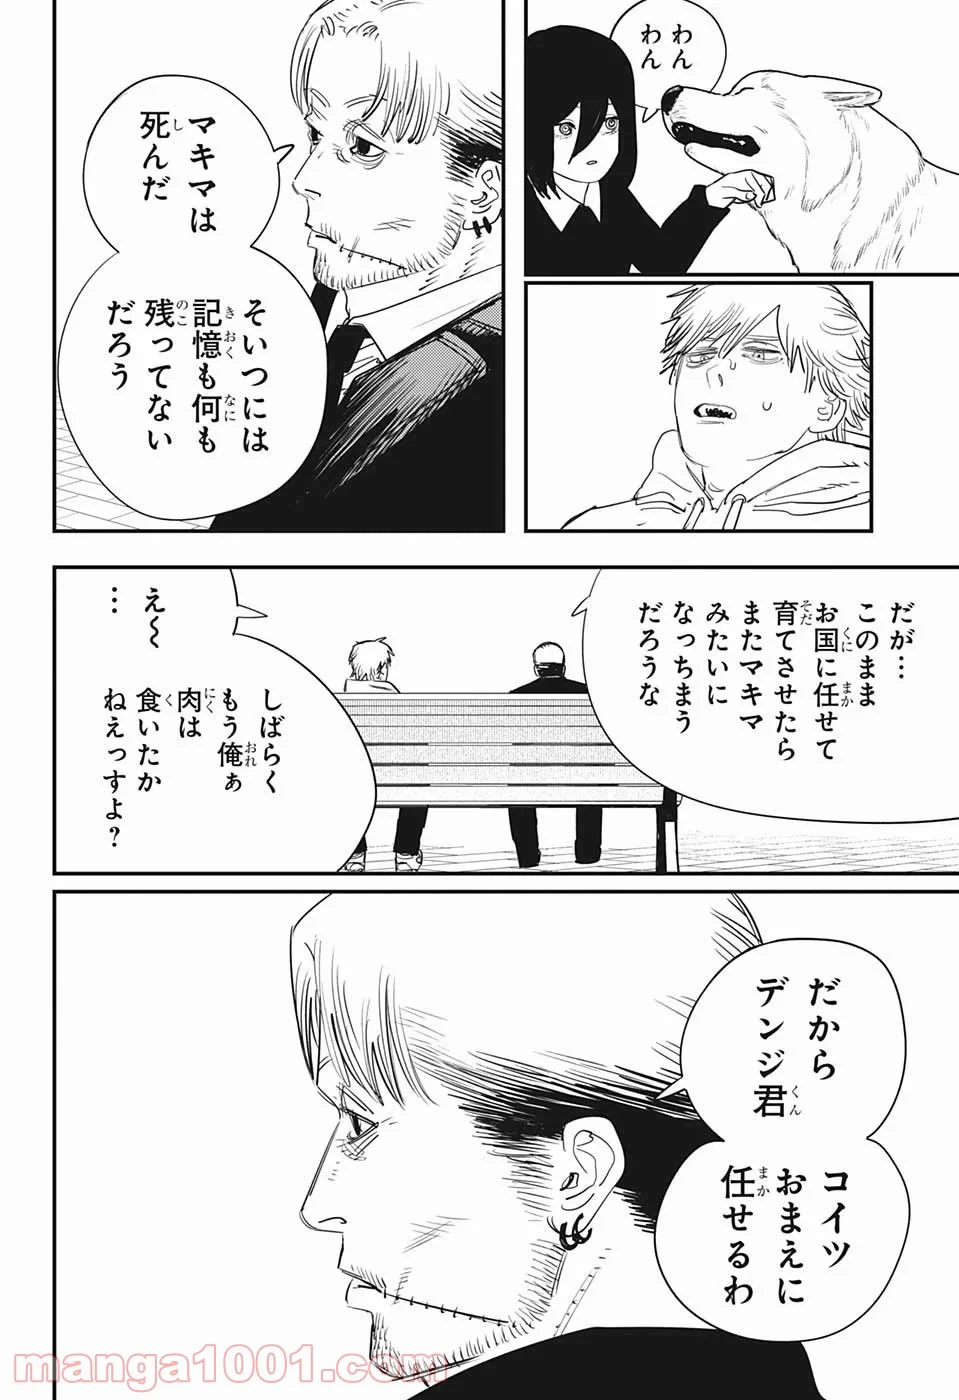 わん
わん
マキマは
死んだ
そいつには
記憶も何も
残ってない
だろう
だが…
このまま
お国に任せて
育てさせたら
またマキマ
みたいに
なっちまう
だろうな
え〜
…
しばらく
もう俺ぁ
肉は
食いたか
ねえっすよ？
だから
デンジ君
コイツ
おまえに
任せるわ
manga1001.com